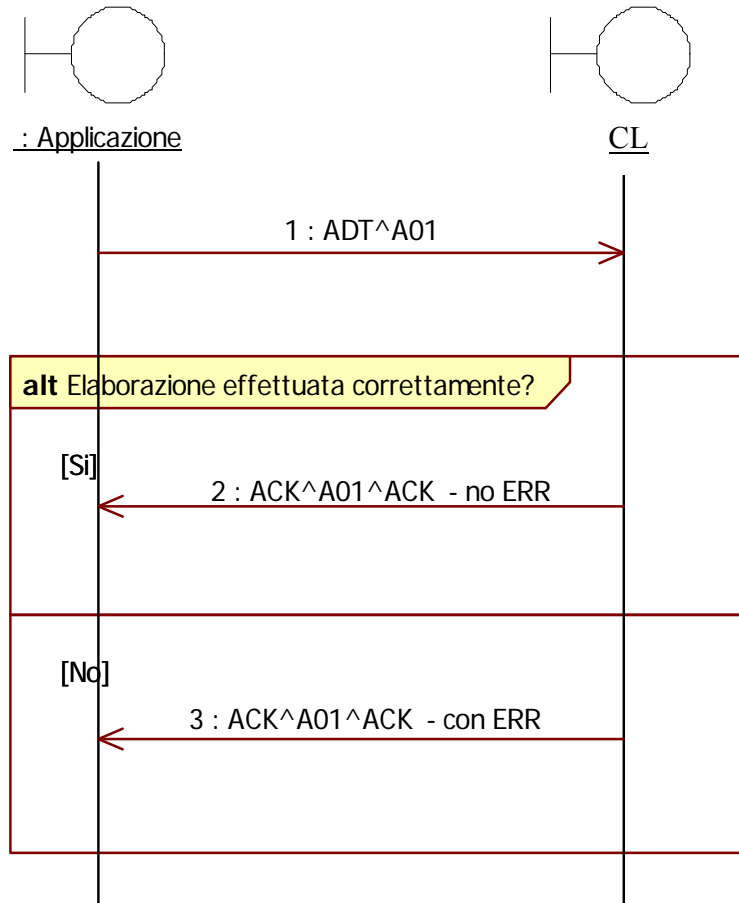 : Applicazione
CL
1 : ADT^A01
alt Elaborazione effettuata correttamente?
[Si]
2 : ACK^A01^ACK - no ERR
[No]
3 : ACK^A01^ACK - con ERR